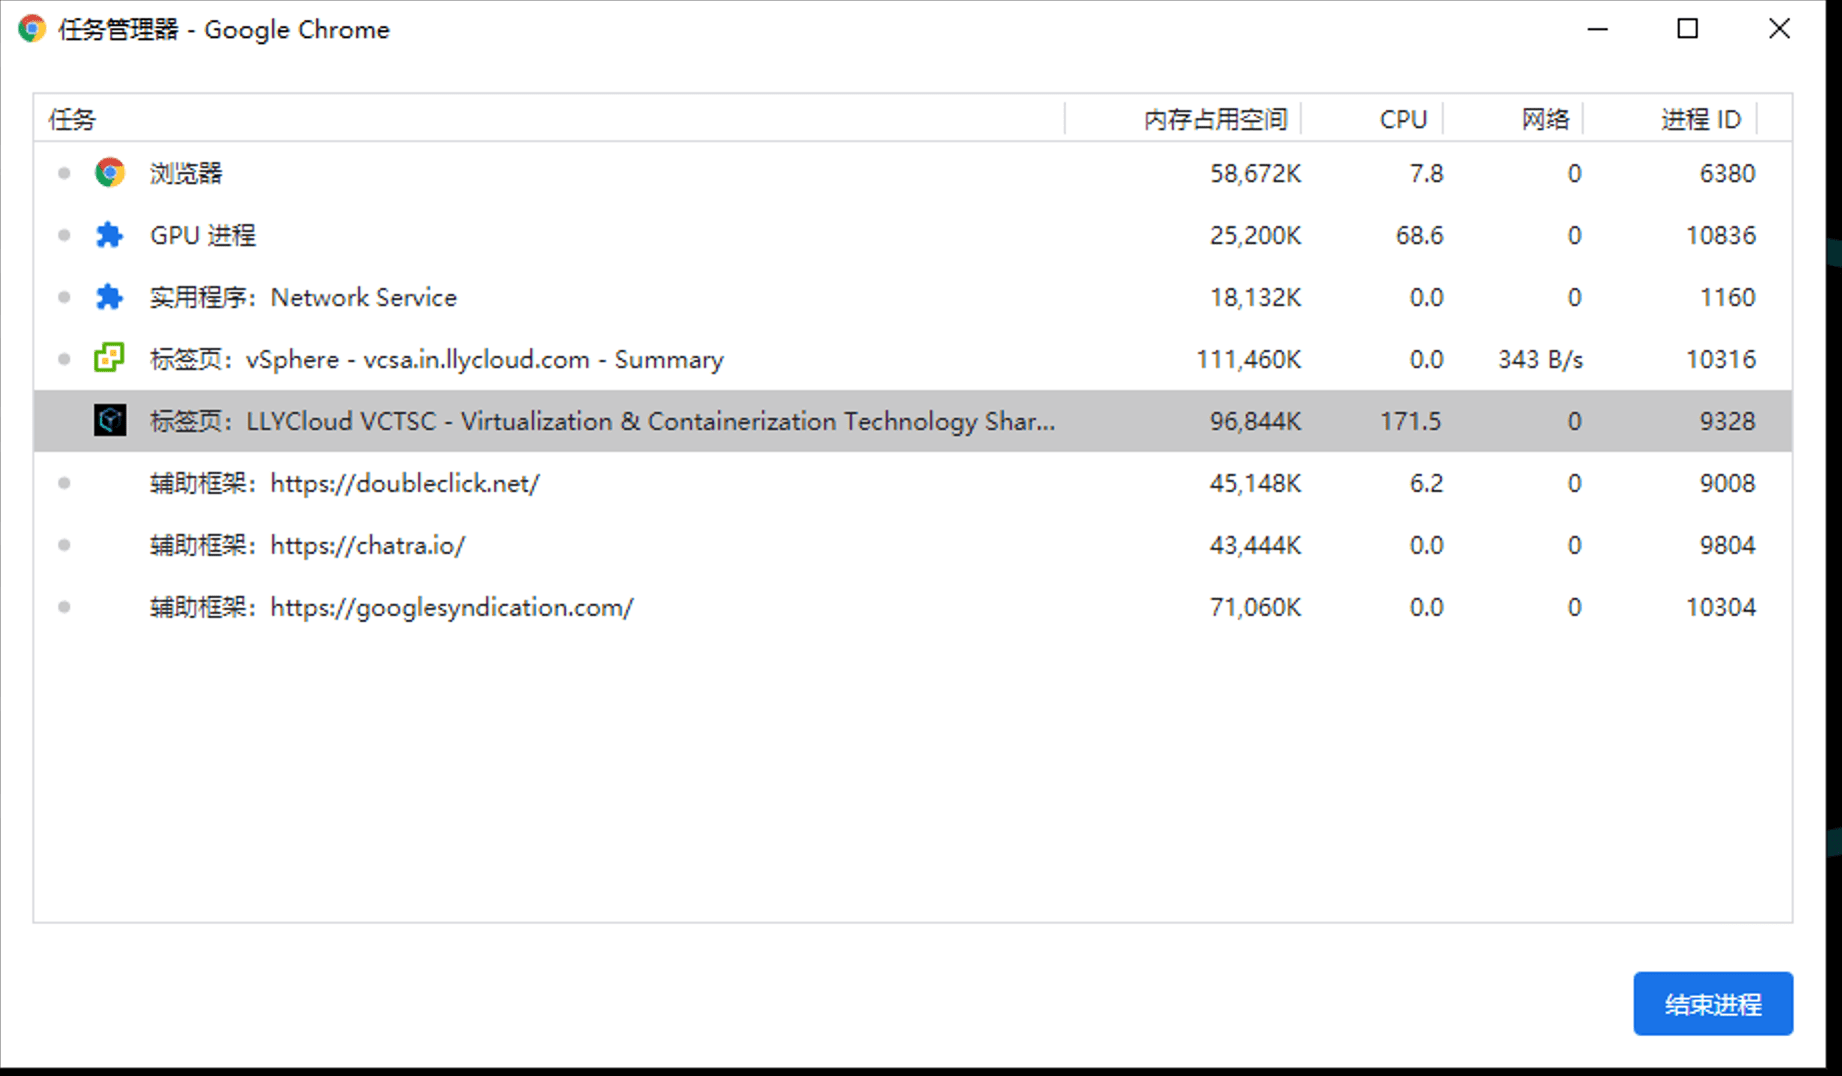 任务管理器 - Google Chrome
任务 内存占用空间 CPU 网络 进程 ID
浏览器 58,672K 7.8 0 6380
GPU 进程 25,200K 68.6 0 10836
实用程序：Network Service 18,132K 0.0 0 1160
标签页：vSphere - vcsa.in.llycloud.com - Summary 111,460K 0.0 343 B/s 10316
标签页：LLYCloud VCTSC - Virtualization & Containerization Technology Shar... 96,844K 171.5 0 9328
辅助框架：https://doubleclick.net/ 45,148K 6.2 0 9008
辅助框架：https://chatra.io/ 43,444K 0.0 0 9804
辅助框架：https://googlesyndication.com/ 71,060K 0.0 0 10304
结束进程